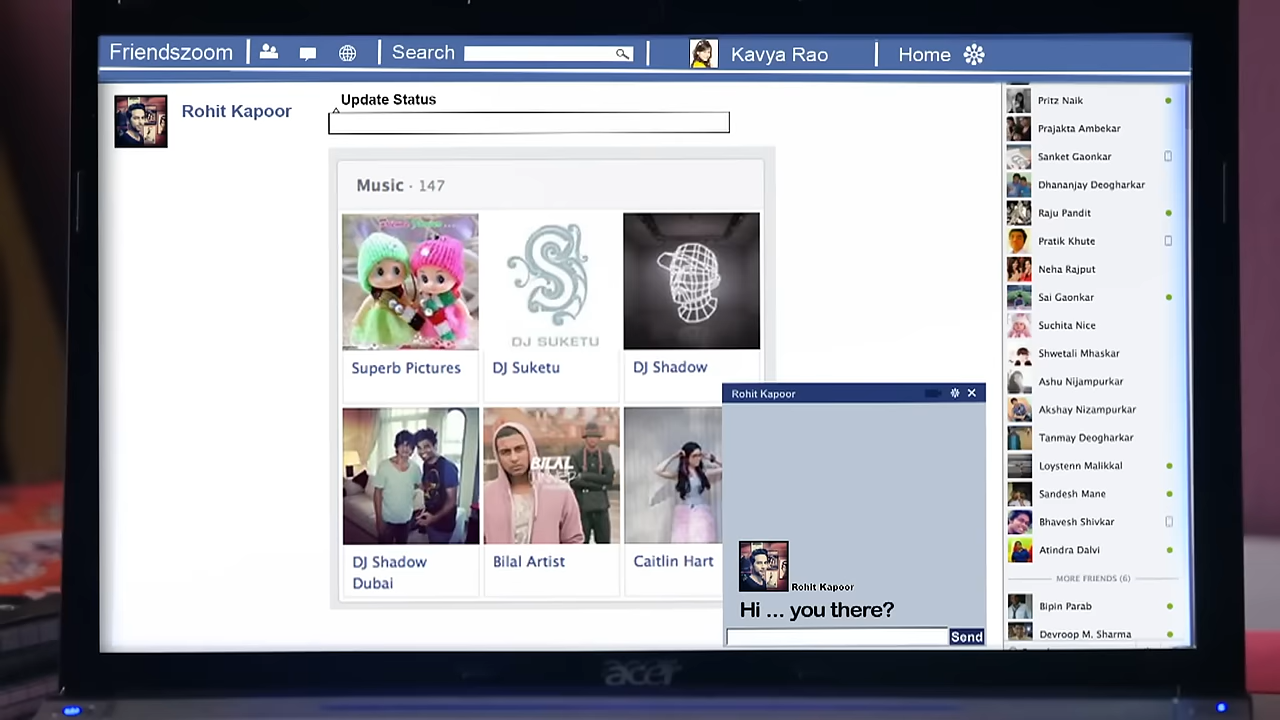 Friendszoom
Search
Kavya Rao
Home
Rohit Kapoor
Update Status
Music · 147
Superb Pictures
DJ SUKETU
DJ Suketu
DJ Shadow
DJ Shadow
Dubai
BILAL
Bilal Artist
Caitlin Hart
Rohit Kapoor
Rohit Kapoor
Hi ... you there?
Send
Pritz Naik
Prajakta Ambekar
Sanket Gaonkar
Dhananjay Deogharkar
Raju Pandit
Pratik Khute
Neha Rajput
Sai Gaonkar
Suchita Nice
Shwetali Mhaskar
Ashu Nijampurkar
Akshay Nizampurkar
Tanmay Deogharkar
Loystenn Malikkal
Sandesh Mane
Bhavesh Shivkar
Atindra Dalvi
MORE FRIENDS (6)
Bipin Parab
Devroop M. Sharma
acer